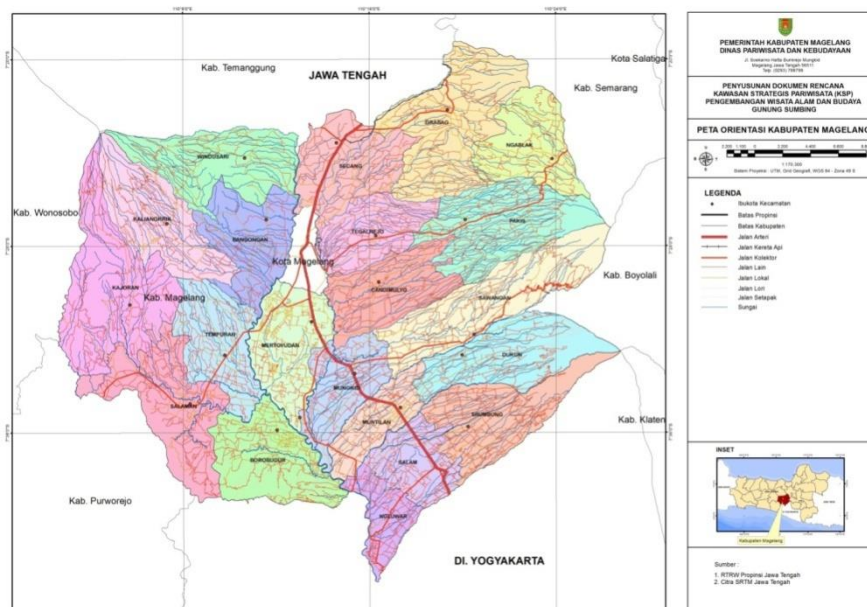 Kab. Temanggung
JAWA TENGAH
Kota Salatiga
Kab. Semarang
GRABAG
NGABLAK
SECANG
WINDUSARI
Kab. Wonosobo
KALIANGKRIK
BANDONGAN
TEGALREJO
PAKIS
Kota Magelang
Kab. Boyolali
KAJORAN
Kab. Magelang
CANDIMULYO
SAWANGAN
TEMPURAN
MERTOYUDAN
DUKUN
MUNGKID
SALAMAN
MUNTILAN
SRUMBUNG
Kab. Klaten
BOROBUDUR
SALAM
Kab. Purworejo
NGLUWAR
DI. YOGYAKARTA
PEMERINTAH KABUPATEN MAGELANG
DINAS PARIWISATA DAN KEBUDAYAAN
PENYUSUNAN DOKUMEN RENCANA
KAWASAN STRATEGIS PARIWISATA (KSP)
PENGEMBANGAN WISATA ALAM DAN BUDAYA
GUNUNG SUMBING
PETA ORIENTASI KABUPATEN MAGELANG
LEGENDA
Ibukota Kecamatan
Batas Propinsi
Batas Kabupaten
Jalan Arteri
Jalan Kereta Api
Jalan Kolektor
Jalan Lain
Jalan Lokal
Jalan Lori
Jalan Setapak
Sungai
INSET
Kabupaten Magelang
Sumber :
1. RTRW Propinsi Jawa Tengah
2. Citra SRTM Jawa Tengah